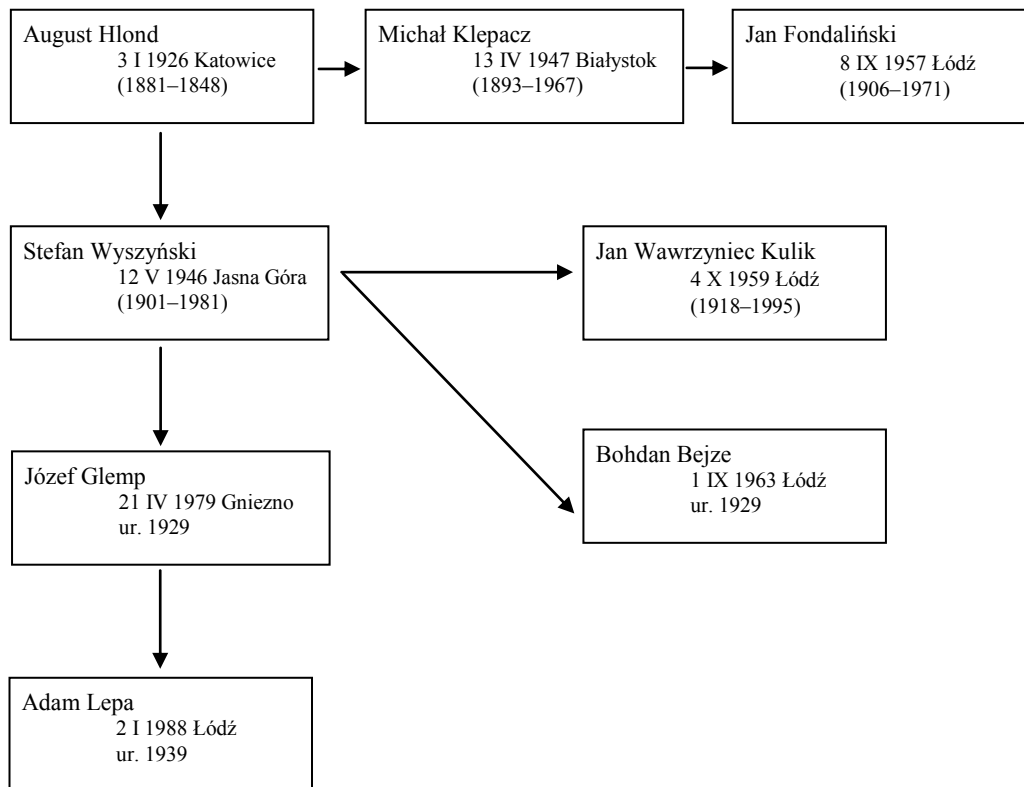 August Hlond
3 I 1926 Katowice
(1881–1848)
Michał Klepacz
13 IV 1947 Białystok
(1893–1967)
Jan Fondaliński
8 IX 1957 Łódź
(1906–1971)
Stefan Wyszyński
12 V 1946 Jasna Góra
(1901–1981)
Jan Wawrzyniec Kulik
4 X 1959 Łódź
(1918–1995)
Józef Glemp
21 IV 1979 Gniezno
ur. 1929
Bohdan Bejze
1 IX 1963 Łódź
ur. 1929
Adam Lepa
2 I 1988 Łódź
ur. 1939